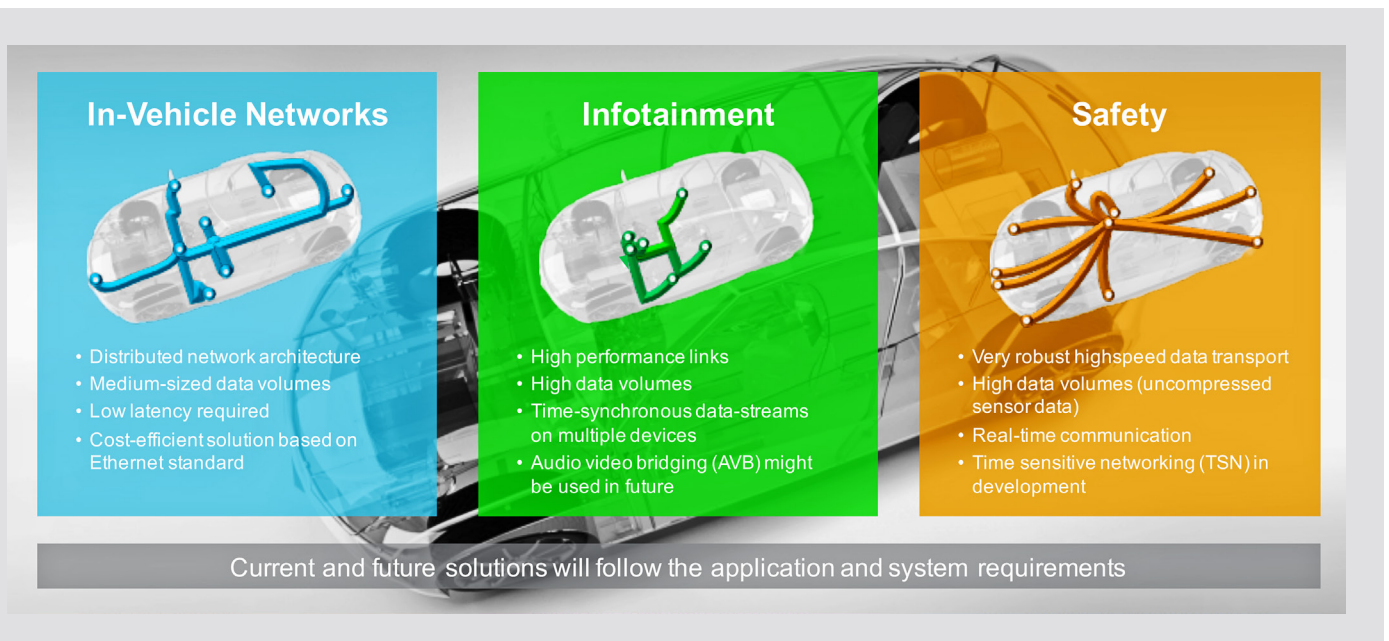 In-Vehicle Networks
• Distributed network architecture
• Medium-sized data volumes
• Low latency required
• Cost-efficient solution based on
Ethernet standard
Infotainment
• High performance links
• High data volumes
• Time-synchronous data-streams
on multiple devices
• Audio video bridging (AVB) might
be used in future
Safety
• Very robust highspeed data transport
• High data volumes (uncompressed
sensor data)
• Real-time communication
• Time sensitive networking (TSN) in
development
Current and future solutions will follow the application and system requirements